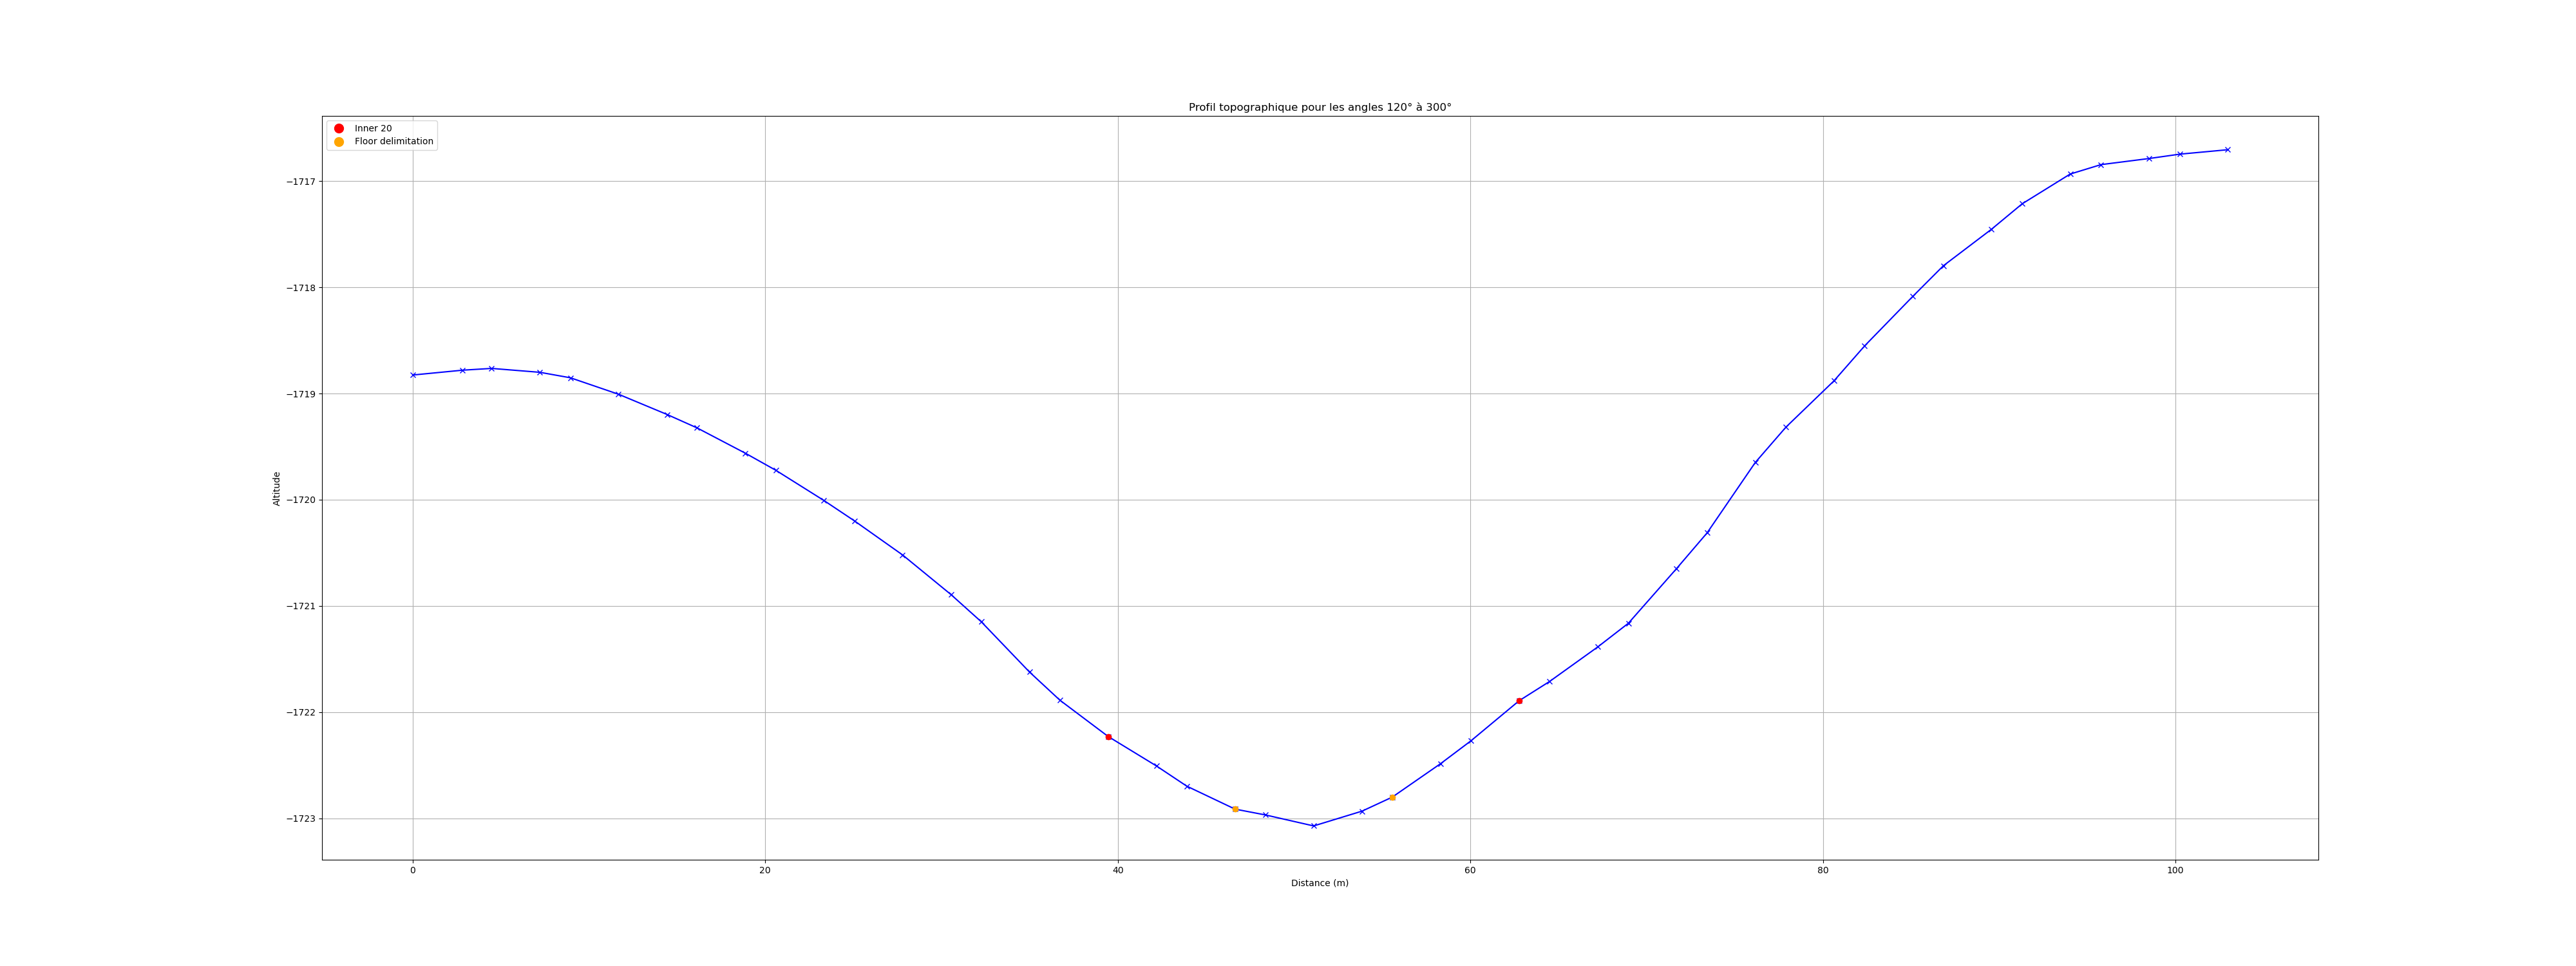 Profil topographique pour les angles 120° à 300°
Inner 20
Floor delimitation
Altitude
−1717
−1718
−1719
−1720
−1721
−1722
−1723
0 20 40 60 80 100
Distance (m)